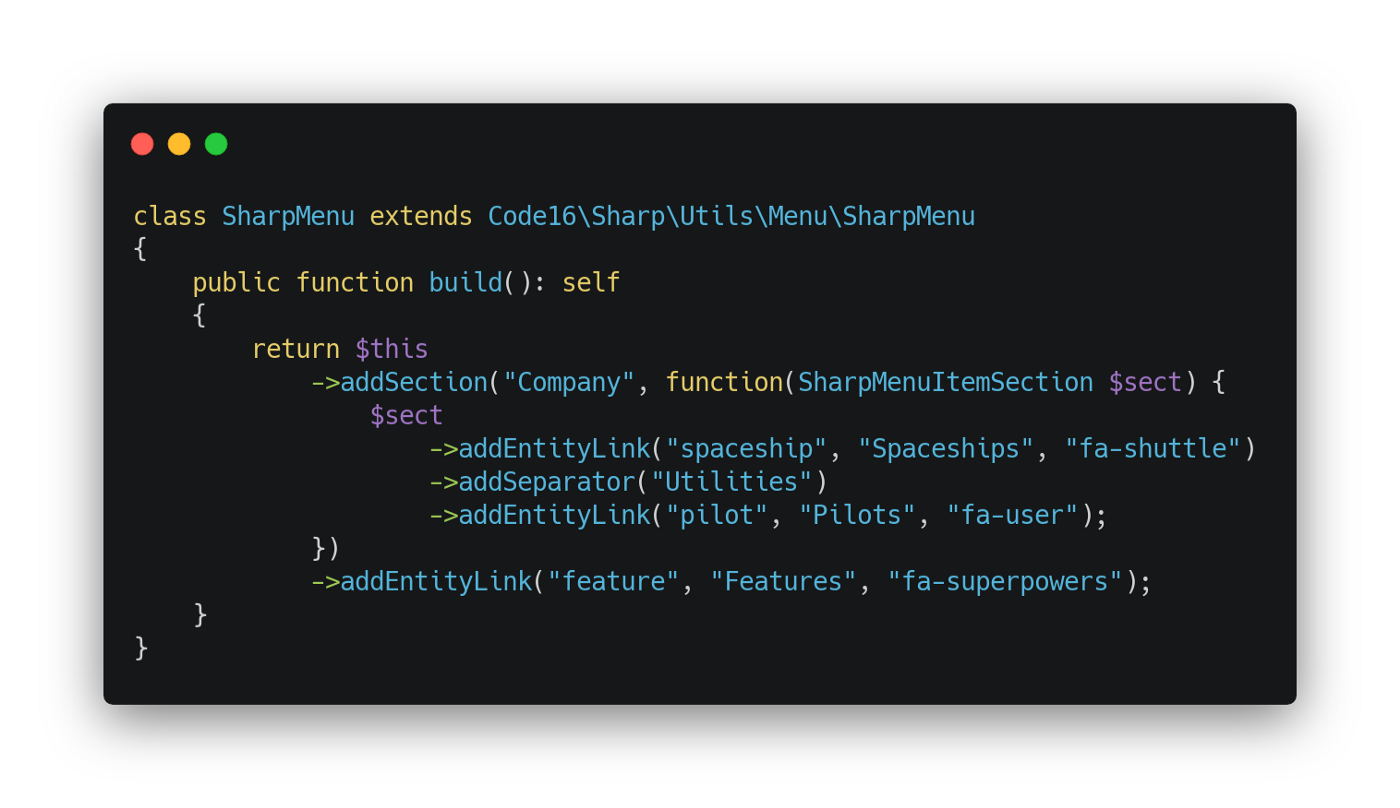 class SharpMenu extends Code16\Sharp\Utils\Menu\SharpMenu
{
    public function build(): self
    {
        return $this
            ->addSection("Company", function(SharpMenuItemSection $sect) {
                $sect
                    ->addEntityLink("spaceship", "Spaceships", "fa-shuttle")
                    ->addSeparator("Utilities")
                    ->addEntityLink("pilot", "Pilots", "fa-user");
            })
            ->addEntityLink("feature", "Features", "fa-superpowers");
    }
}